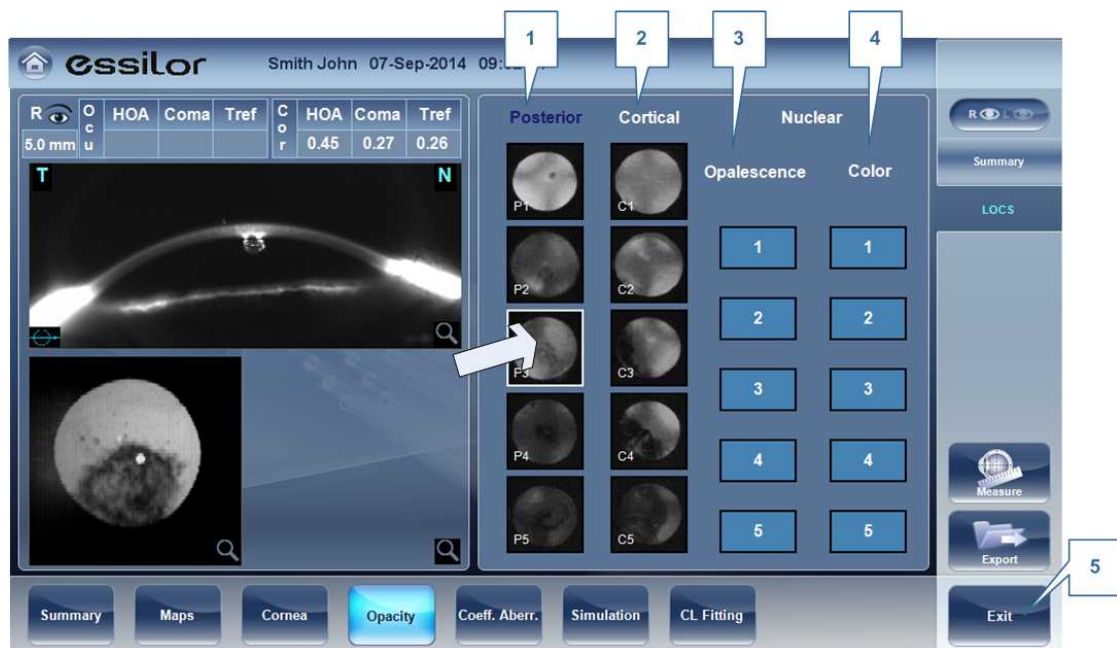 1 2 3 4
essilor Smith John 07-Sep-2014
R Ocu HOA Coma Tref Cor HOA Coma Tref
5.0 mm 0.45 0.27 0.26
T N
Posterior Cortical Nuclear
Opalescence Color
P1 C1
1 1
P2 C2
2 2
P3 C3
3 3
P4 C4
4 4
P5 C5
5 5
R L
Summary
LOCS
Measure
Export
5
Summary Maps Cornea Opacity Coeff. Aberr. Simulation CL Fitting Exit